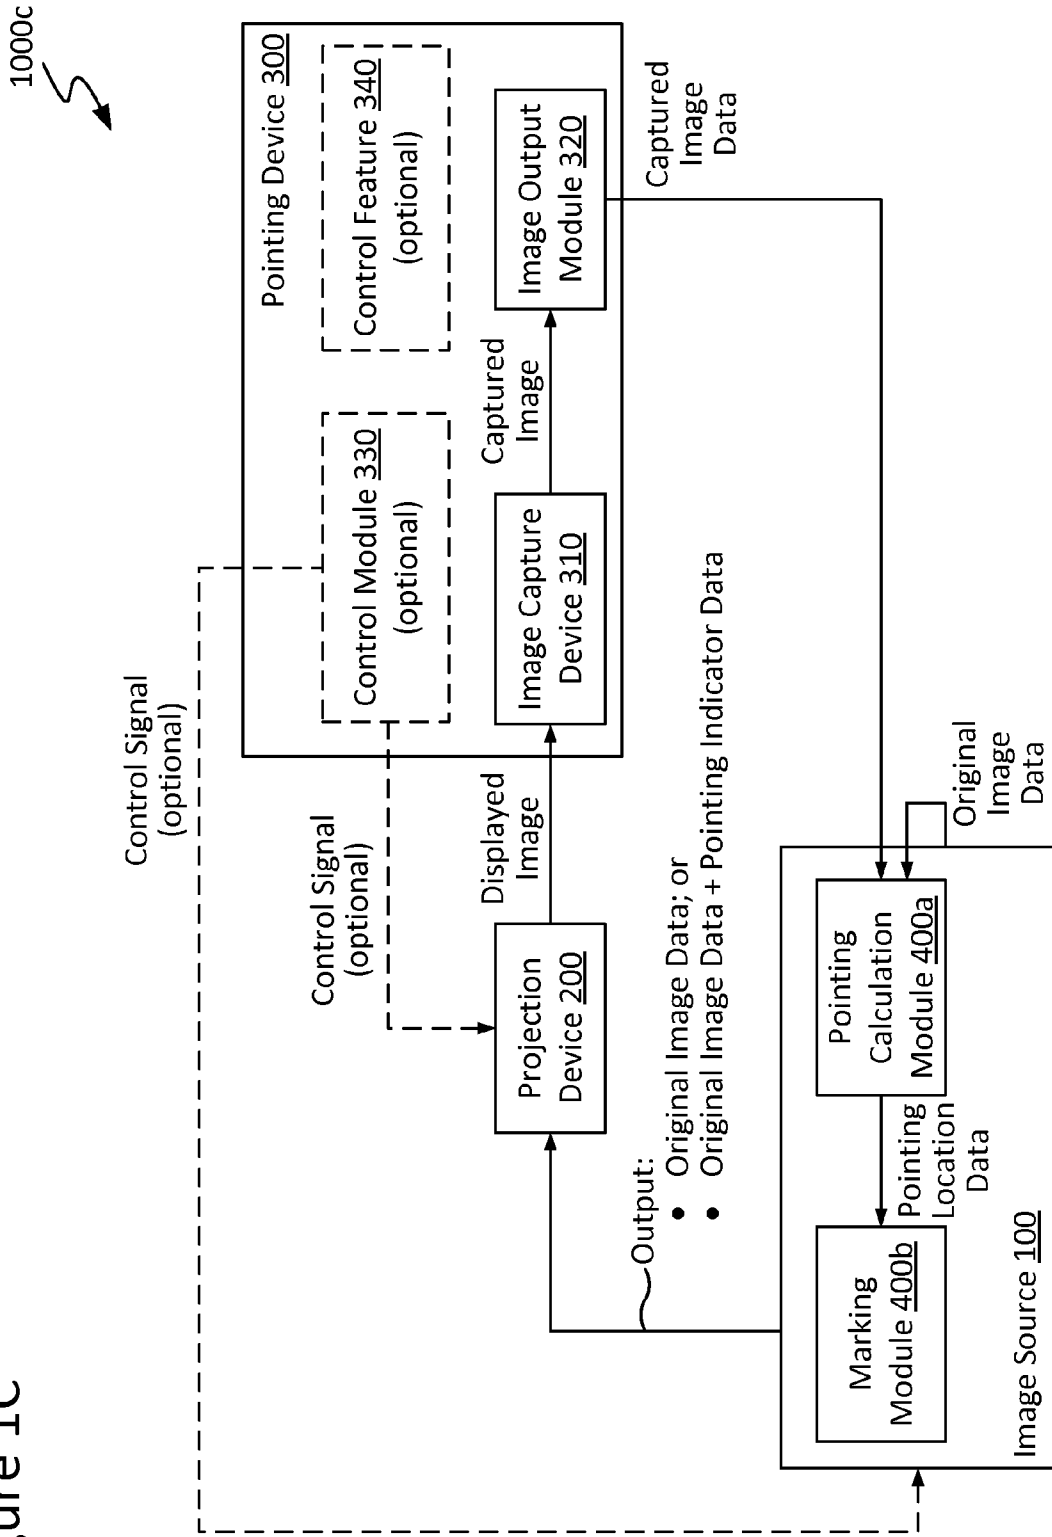 1000c
Pointing Device 300
Control Feature 340
(optional)
Image Output
Module 320
Captured
Image
Data
Control Module 330
(optional)
Captured
Image
Image Capture
Device 310
Control Signal
(optional)
Control Signal
(optional)
Displayed
Image
Projection
Device 200
Output:
• Original Image Data; or
• Original Image Data + Pointing Indicator Data
Original
Image
Data
Pointing
Calculation
Module 400a
Pointing
Location
Data
Marking
Module 400b
Image Source 100
1C